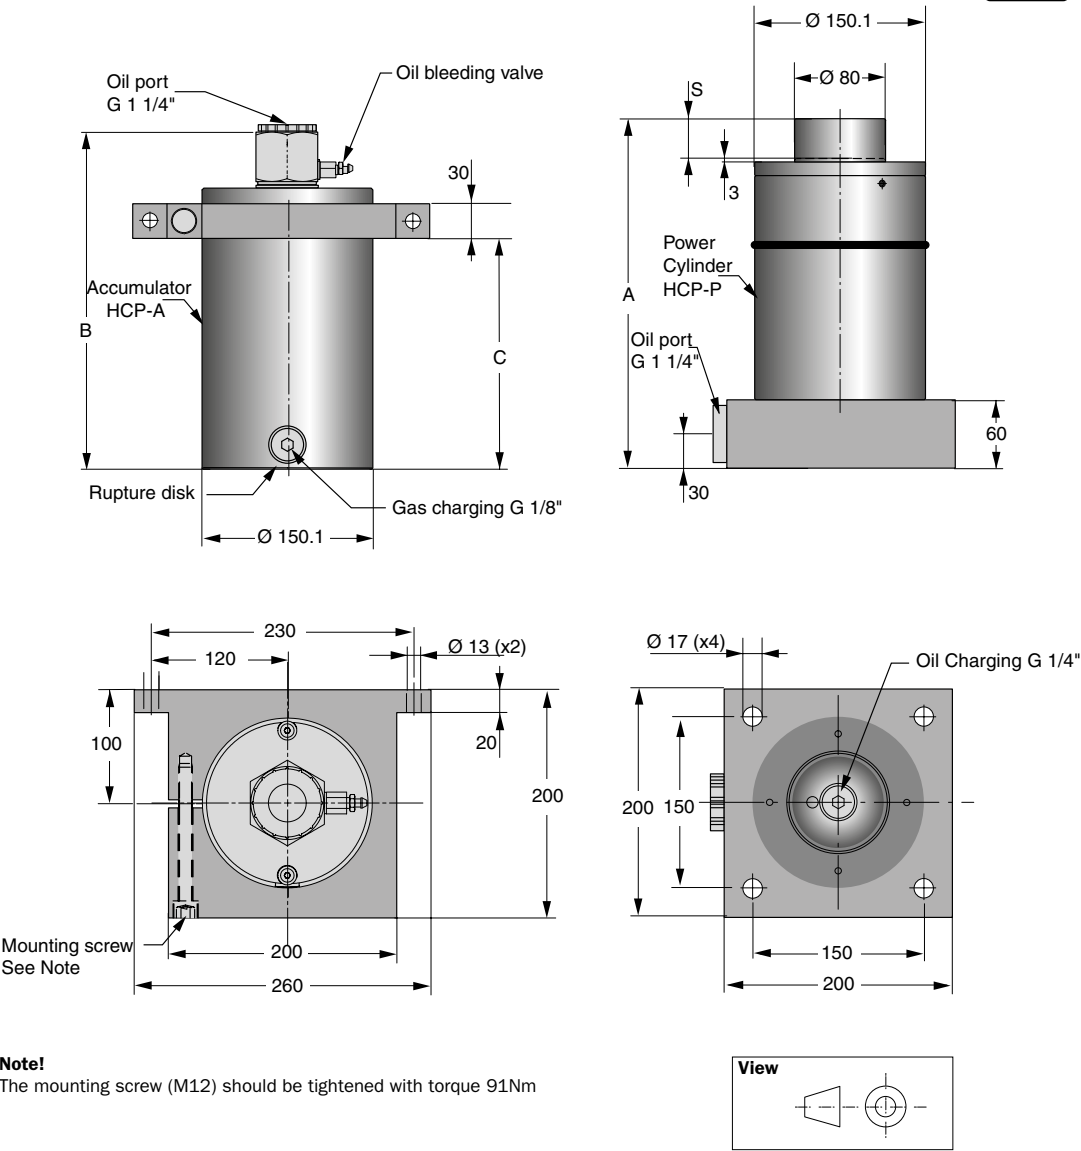 Ø 150.1
Oil port
G 1 1/4"
Oil bleeding valve
Ø 80
S
30
3
Accumulator
HCP-A
Power
Cylinder
HCP-P
B
A
C
Oil port
G 1 1/4"
60
30
Rupture disk
Gas charging G 1/8"
Ø 150.1
230
Ø 13 (x2)
120
100
20
200
Ø 17 (x4)
Oil Charging G 1/4"
200
150
Mounting screw
See Note
200
260
150
200
Note!
The mounting screw (M12) should be tightened with torque 91Nm
View